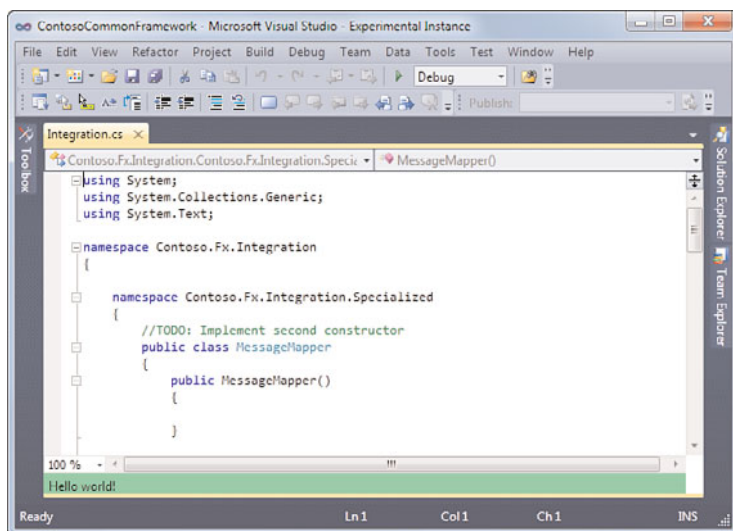 ContosoCommonFramework - Microsoft Visual Studio - Experimental Instance
File Edit View Refactor Project Build Debug Team Data Tools Test Window Help
Debug
Publish:
Toolbox
Integration.cs
Contoso.Fx.Integration.Contoso.Fx.Integration.Specia MessageMapper()
using System;
using System.Collections.Generic;
using System.Text;
namespace Contoso.Fx.Integration
{
namespace Contoso.Fx.Integration.Specialized
{
//TODO: Implement second constructor
public class MessageMapper
{
public MessageMapper()
{
}
100 %
Hello world!
Ready Ln 1 Col 1 Ch 1 INS
Solution Explorer
Team Explorer